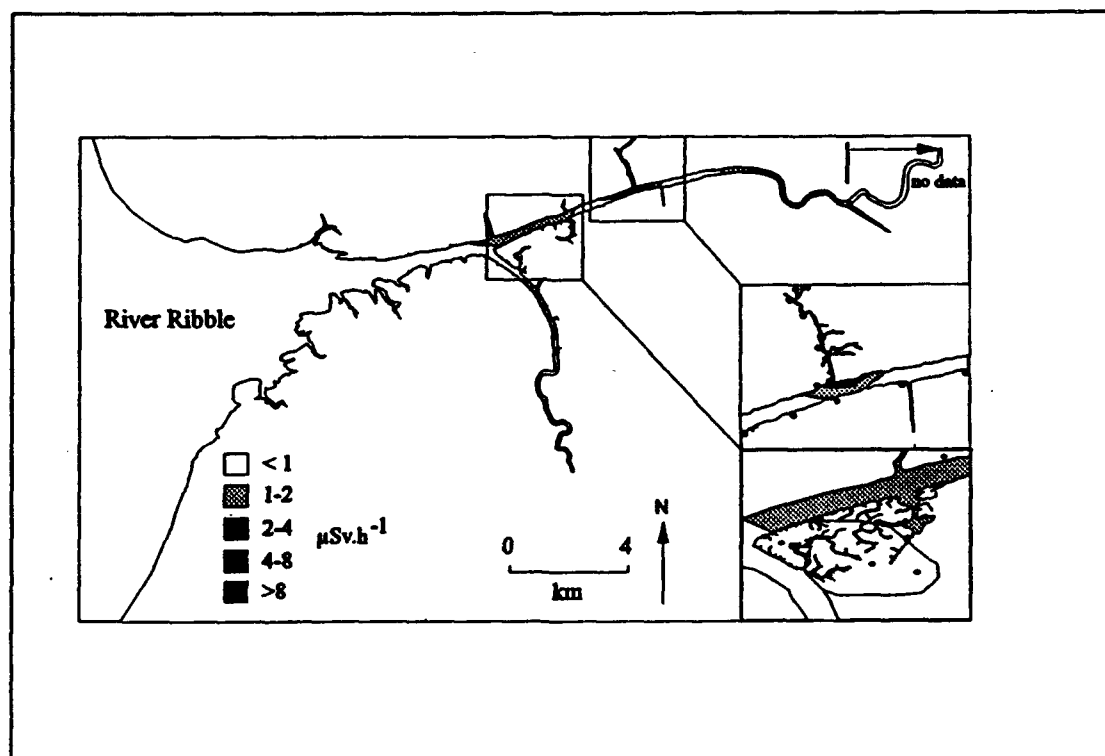 no data
River Ribble
< 1
1-2
2-4
4-8
>8
µSv.h⁻¹
N
0 4
km